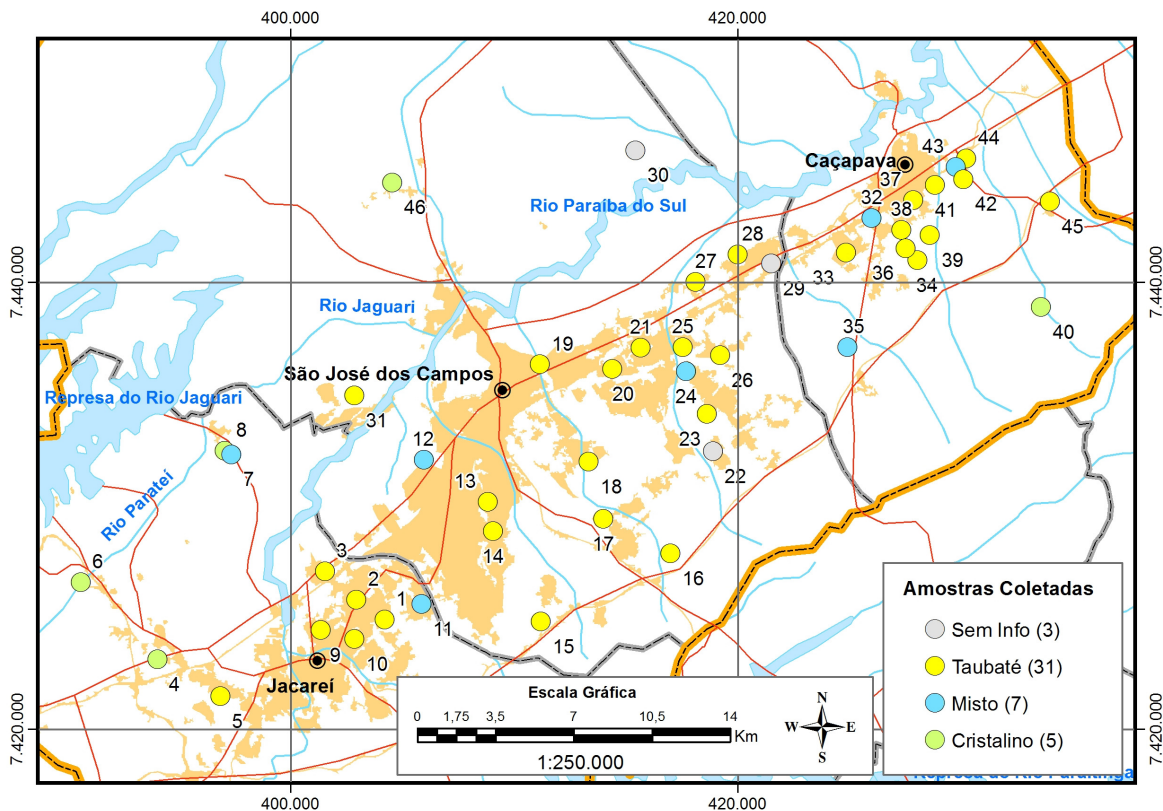 400.000
420.000
44
43
Caçapava
30
37
46
32
42
Rio Paraíba do Sul
38
41
45
28
39
33
36
34
27
29
7.440.000
7.440.000
Rio Jaguari
35
40
21
25
19
São José dos Campos
26
20
Represa do Rio Jaguari
24
31
8
12
23
7
22
18
13
Rio Parateí
17
14
6
3
16
2
1
11
15
9
10
4
Jacareí
5
7.420.000
7.420.000
Amostras Coletadas
Sem Info (3)
Taubaté (31)
Misto (7)
Cristalino (5)
Escala Gráfica
0 1,75 3,5 7 10,5 14
Km
1:250.000
N
W E
S
Represa do Rio Paraitinga
400.000
420.000